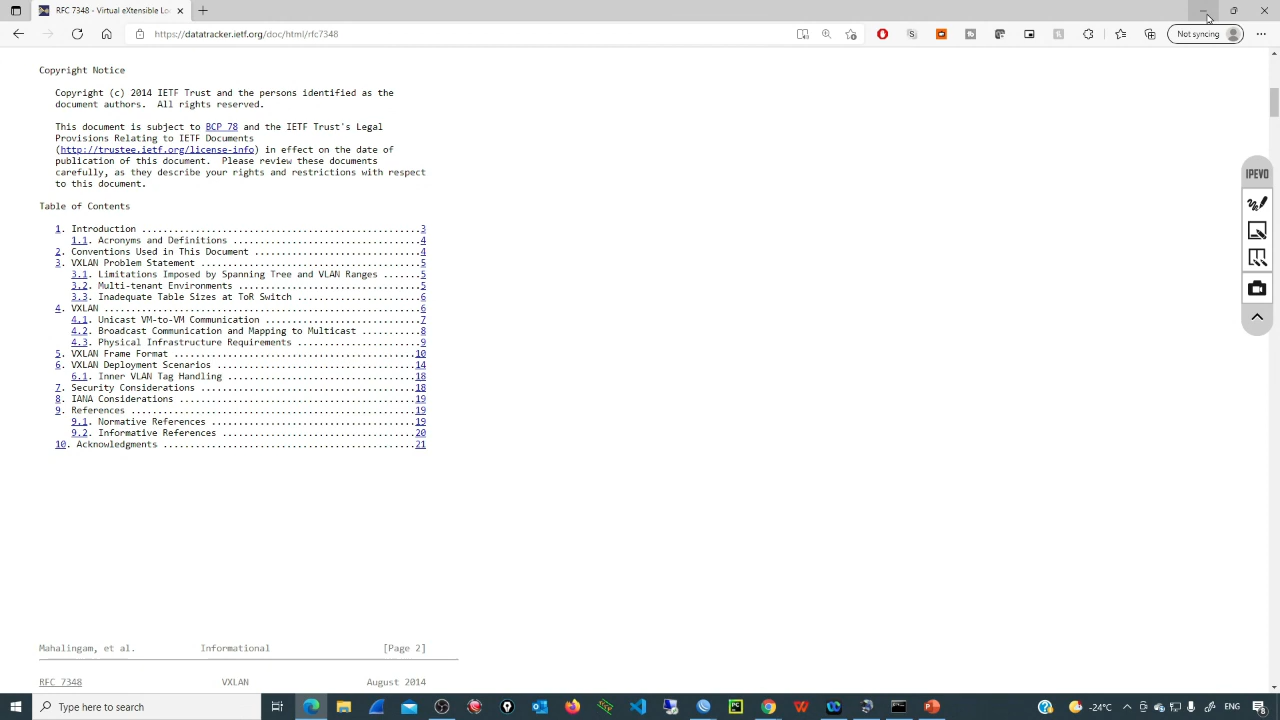 RFC 7348 - Virtual eXtensible Lo
https://datatracker.ietf.org/doc/html/rfc7348
Not syncing
Copyright Notice
Copyright (c) 2014 IETF Trust and the persons identified as the
document authors.  All rights reserved.
This document is subject to BCP 78 and the IETF Trust's Legal
Provisions Relating to IETF Documents
(http://trustee.ietf.org/license-info) in effect on the date of
publication of this document.  Please review these documents
carefully, as they describe your rights and restrictions with respect
to this document.
IPEVO
Table of Contents
1. Introduction ....................................................3
1.1. Acronyms and Definitions ...................................4
2. Conventions Used in This Document ...............................4
3. VXLAN Problem Statement .........................................5
3.1. Limitations Imposed by Spanning Tree and VLAN Ranges .......5
3.2. Multi-tenant Environments ..................................5
3.3. Inadequate Table Sizes at ToR Switch .......................6
4. VXLAN ...........................................................6
4.1. Unicast VM-to-VM Communication .............................7
4.2. Broadcast Communication and Mapping to Multicast ...........8
4.3. Physical Infrastructure Requirements .......................9
5. VXLAN Frame Format .............................................10
6. VXLAN Deployment Scenarios .....................................14
6.1. Inner VLAN Tag Handling ...................................18
7. Security Considerations ........................................18
8. IANA Considerations ............................................19
9. References .....................................................19
9.1. Normative References ......................................19
9.2. Informative References ....................................20
10. Acknowledgments ...............................................21
Mahalingam, et al. Informational [Page 2]
RFC 7348 VXLAN August 2014
Type here to search
-24°C
ENG